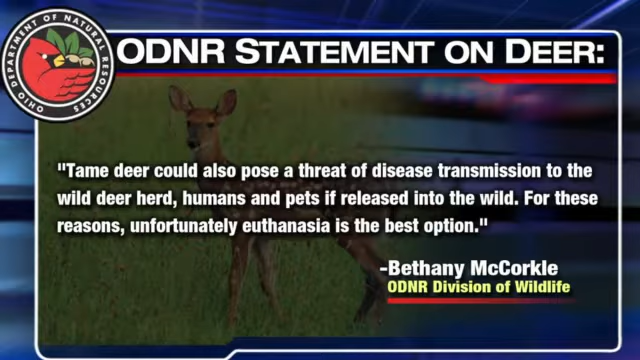 OHIO DEPARTMENT OF NATURAL RESOURCES
ODNR STATEMENT ON DEER:
"Tame deer could also pose a threat of disease transmission to the
wild deer herd, humans and pets if released into the wild. For these
reasons, unfortunately euthanasia is the best option."
-Bethany McCorkle
ODNR Division of Wildlife